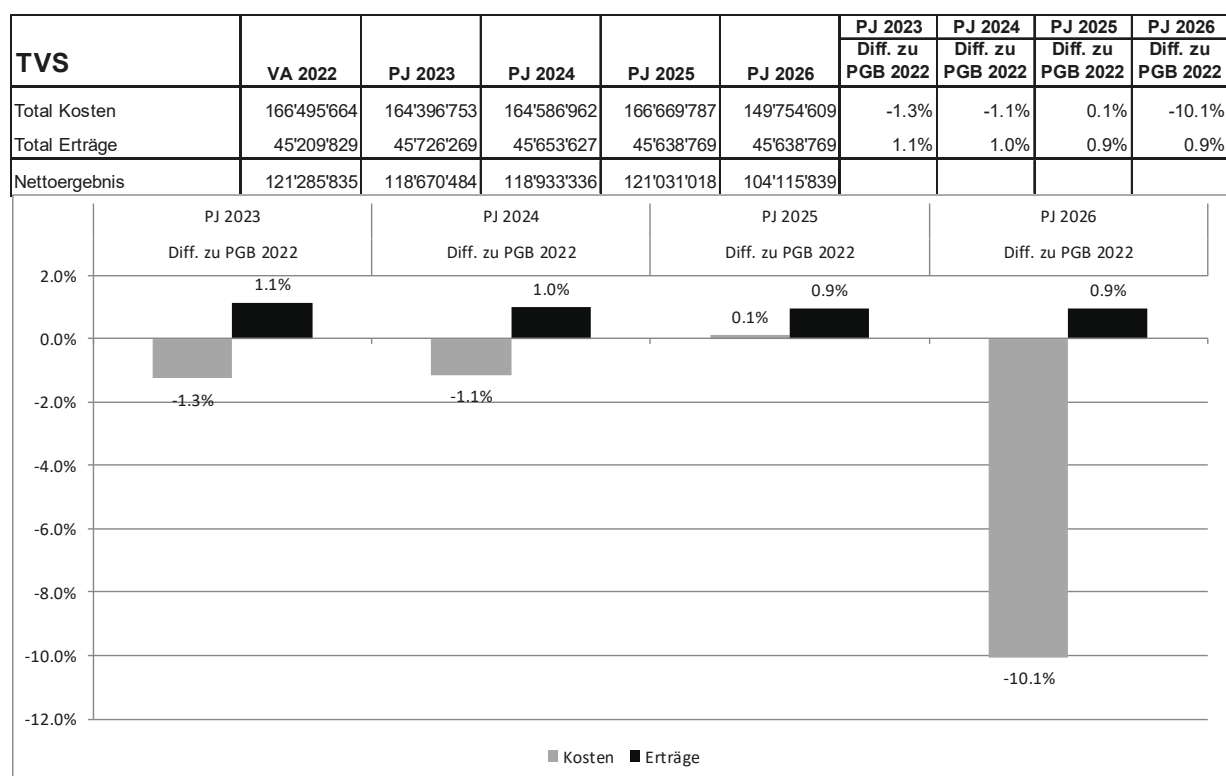 PJ 2023 PJ 2024 PJ 2025 PJ 2026
TVS VA 2022 PJ 2023 PJ 2024 PJ 2025 PJ 2026 Diff. zu PGB 2022 Diff. zu PGB 2022 Diff. zu PGB 2022 Diff. zu PGB 2022
Total Kosten 166'495'664 164'396'753 164'586'962 166'669'787 149'754'609 -1.3% -1.1% 0.1% -10.1%
Total Erträge 45'209'829 45'726'269 45'653'627 45'638'769 45'638'769 1.1% 1.0% 0.9% 0.9%
Nettoergebnis 121'285'835 118'670'484 118'933'336 121'031'018 104'115'839
PJ 2023 PJ 2024 PJ 2025 PJ 2026
Diff. zu PGB 2022 Diff. zu PGB 2022 Diff. zu PGB 2022 Diff. zu PGB 2022
2.0%
1.1% 1.0% 0.9% 0.9%
0.1%
0.0%
-1.3% -1.1%
-2.0%
-4.0%
-6.0%
-8.0%
-10.0%
-10.1%
-12.0%
Kosten Erträge